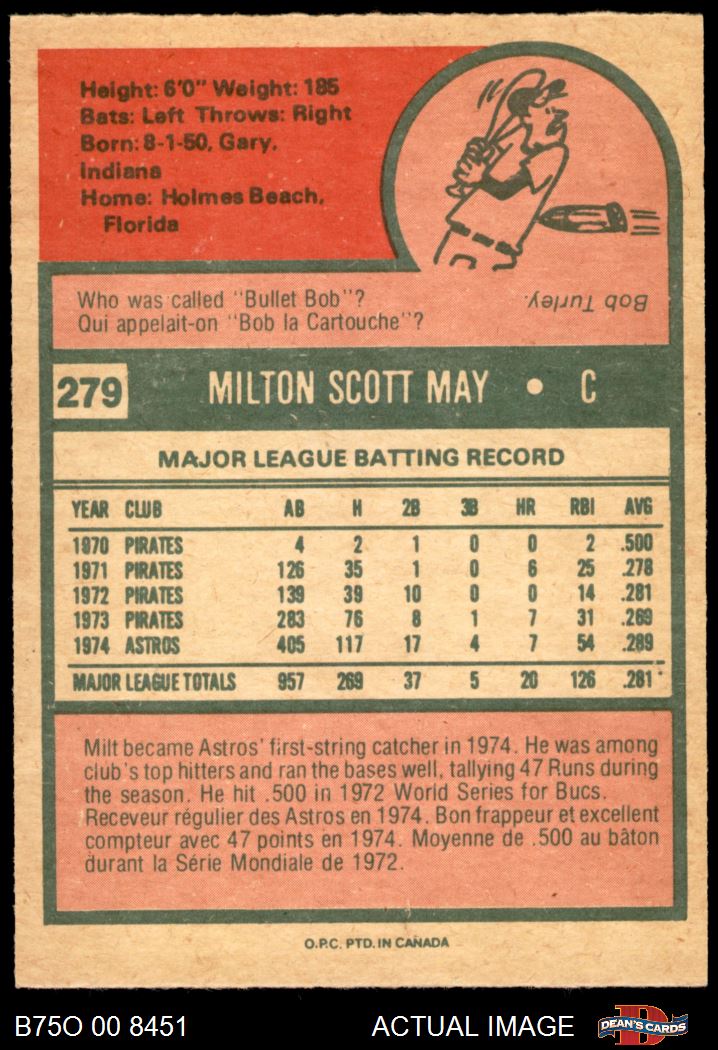 Height: 6'0" Weight: 185
Bats: Left Throws: Right
Born: 8-1-50, Gary,
Indiana
Home: Holmes Beach,
Florida
Who was called "Bullet Bob"?
Qui appelait-on "Bob la Cartouche"?
Bob Turley.
279 MILTON SCOTT MAY • C
MAJOR LEAGUE BATTING RECORD
YEAR CLUB AB H 2B 3B HR RBI AVG
1970 PIRATES 4 2 1 0 0 2 .500
1971 PIRATES 126 35 1 0 6 25 .278
1972 PIRATES 139 39 10 0 0 14 .281
1973 PIRATES 283 76 8 1 7 31 .269
1974 ASTROS 405 117 17 4 7 54 .289
MAJOR LEAGUE TOTALS 957 269 37 5 20 126 .281
Milt became Astros' first-string catcher in 1974. He was among
club's top hitters and ran the bases well, tallying 47 Runs during
the season. He hit .500 in 1972 World Series for Bucs.
Receveur régulier des Astros en 1974. Bon frappeur et excellent
compteur avec 47 points en 1974. Moyenne de .500 au bâton
durant la Série Mondiale de 1972.
O.P.C. PTD. IN CANADA
B75O 00 8451
ACTUAL IMAGE
D
DEAN'S CARDS